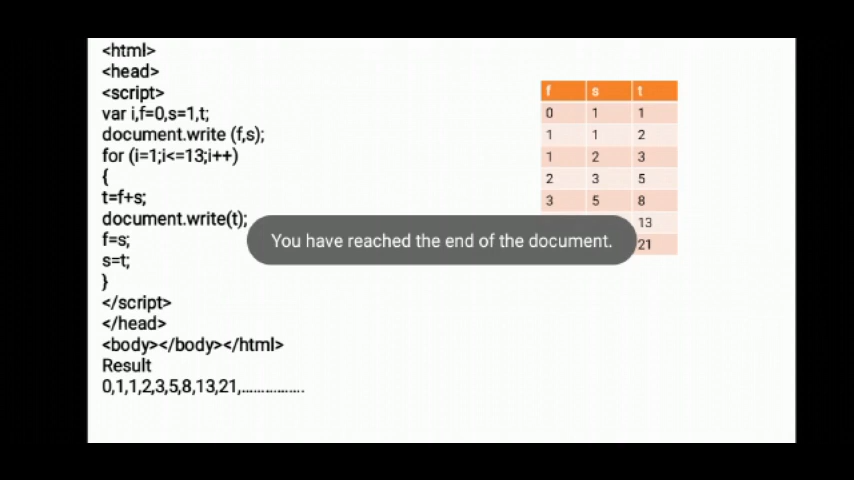 <html>
<head>
<script>
var i,f=0,s=1,t;
document.write (f,s);
for (i=1;i<=13;i++)
{
t=f+s;
document.write(t);
f=s;
s=t;
}
</script>
</head>
<body></body></html>
Result
0,1,1,2,3,5,8,13,21,................
f s t
0 1 1
1 1 2
1 2 3
2 3 5
3 5 8
13
21
You have reached the end of the document.